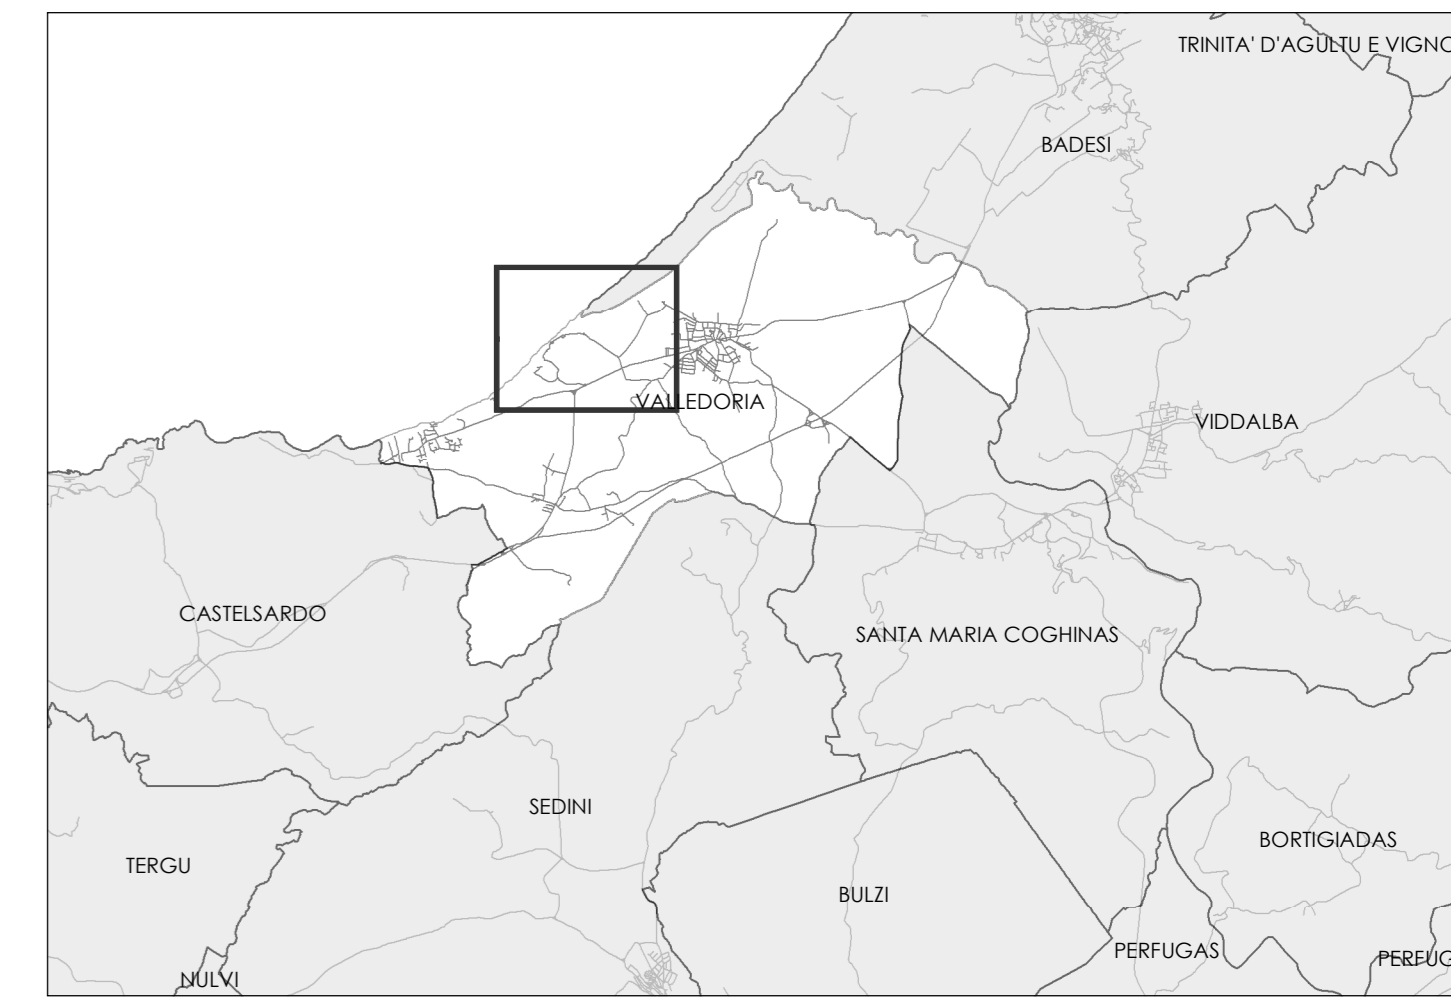 TRINITA' D'AGULTU E VIGNO
BADESI
VALLEDORIA
VIDDALBA
CASTELSARDO
SANTA MARIA COGHINAS
SEDINI
BORTIGIADAS
TERGU
BULZI
PERFUGAS
PERFUG
NULVI